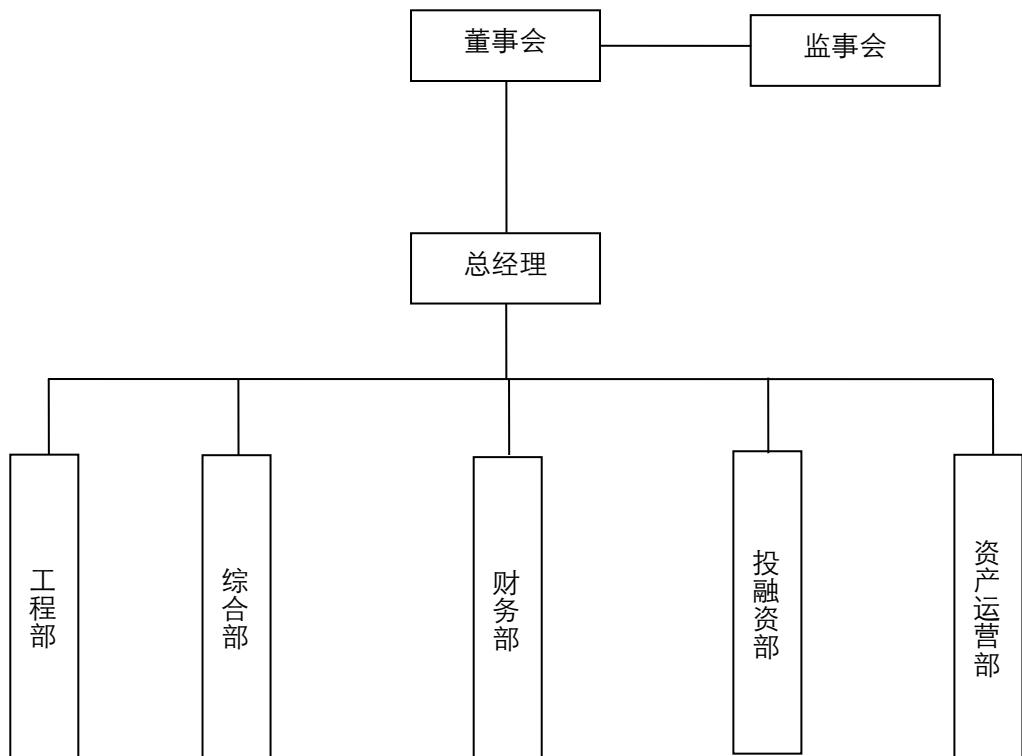 董事会
监事会
总经理
工程部
综合部
财务部
投融资部
资产运营部